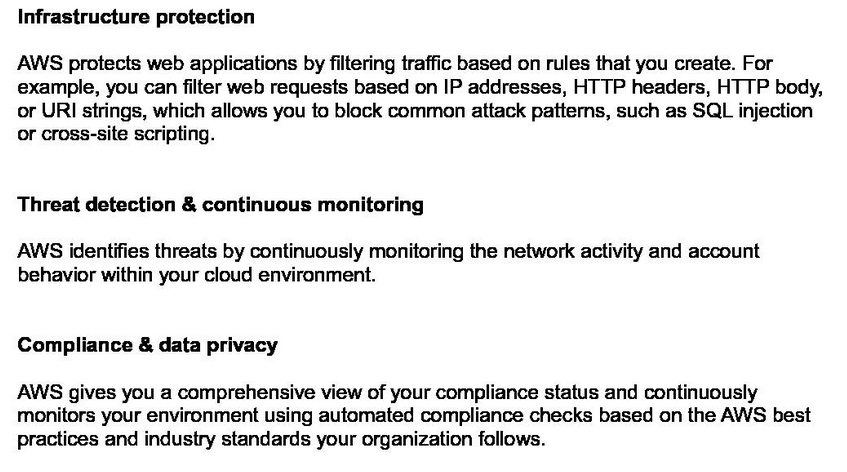 Infrastructure protection
AWS protects web applications by filtering traffic based on rules that you create. For
example, you can filter web requests based on IP addresses, HTTP headers, HTTP body,
or URI strings, which allows you to block common attack patterns, such as SQL injection
or cross-site scripting.
Threat detection & continuous monitoring
AWS identifies threats by continuously monitoring the network activity and account
behavior within your cloud environment.
Compliance & data privacy
AWS gives you a comprehensive view of your compliance status and continuously
monitors your environment using automated compliance checks based on the AWS best
practices and industry standards your organization follows.